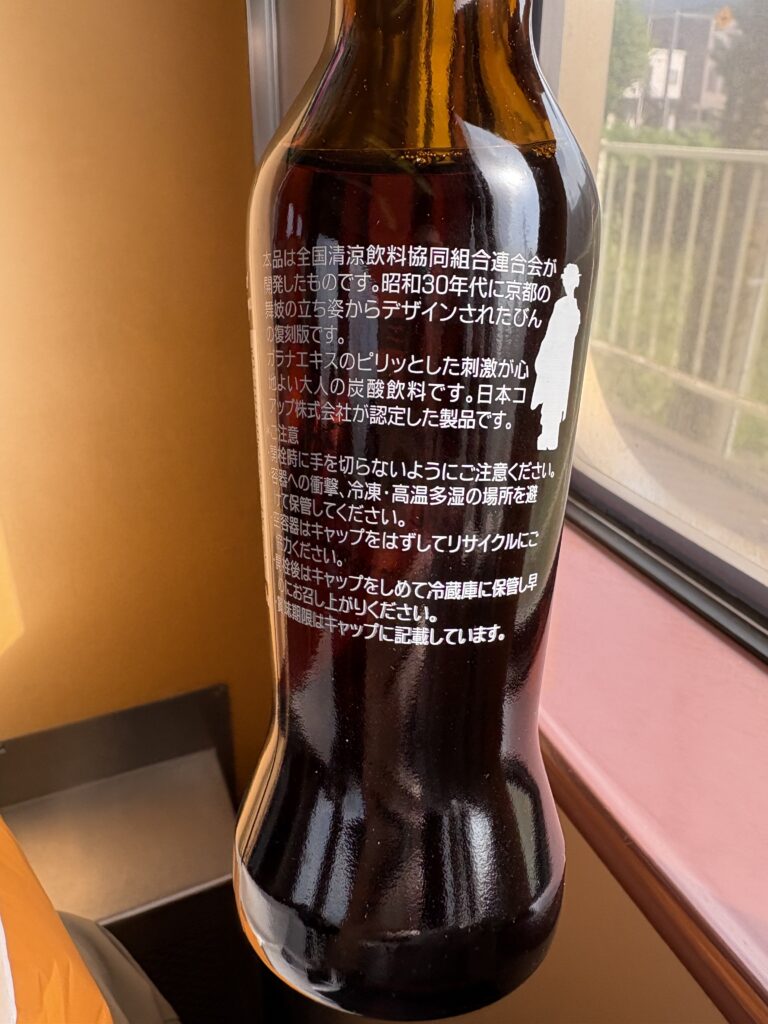 本品は全国清涼飲料協同組合連合会が
開発したものです。昭和30年代に京都の
舞妓の立ち姿からデザインされたびん
の復刻版です。
ガラナエキスのピリッとした刺激が心
地よい大人の炭酸飲料です。日本コ
アップ株式会社が認定した製品です。
ご注意
・開栓時に手を切らないようにご注意ください。
・容器への衝撃、冷凍・高温多湿の場所を避
けて保管してください。
・空容器はキャップをはずしてリサイクルにご
協力ください。
・開栓後はキャップをしめて冷蔵庫に保管し早
めにお召し上がりください。
・賞味期限はキャップに記載しています。